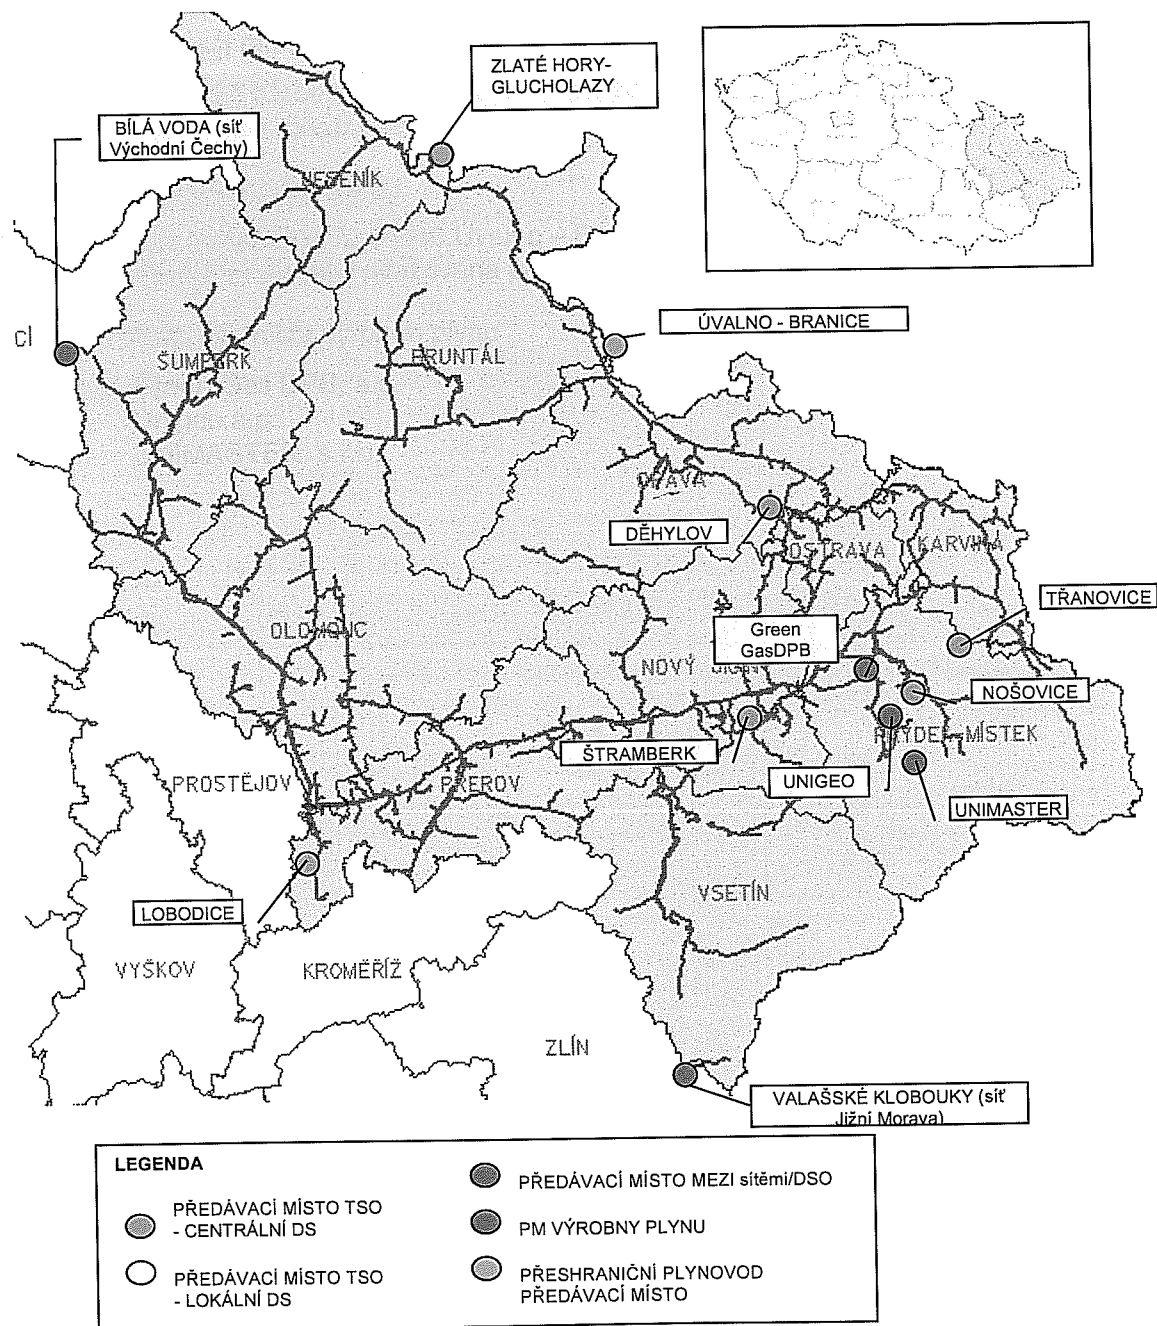 ZLATÉ HORY-
GLUCHOLAZY
BÍLÁ VODA (síť
Východní Čechy)
JESENÍK
ÚVALNO - BRANICE
CÍ
ŠUMPERK
BRUNTÁL
OPAVA
DĚHYLOV
OSTRAVA
KARVINÁ
TŘANOVICE
OLOMOUC
Green
GasDPB
NOVÝ JIČÍN
NOŠOVICE
FRÝDEK-MÍSTEK
ŠTRAMBERK
PROSTĚJOV
PŘEROV
UNIGEO
UNIMASTER
VSETÍN
LOBODICE
VYŠKOV
KROMĚŘÍŽ
ZLÍN
VALAŠSKÉ KLOBOUKY (síť
Jižní Morava)
LEGENDA
PŘEDÁVACÍ MÍSTO TSO
- CENTRÁLNÍ DS
PŘEDÁVACÍ MÍSTO TSO
- LOKÁLNÍ DS
PŘEDÁVACÍ MÍSTO MEZI sítěmi/DSO
PM VÝROBNY PLYNU
PŘESHRANIČNÍ PLYNOVOD
PŘEDÁVACÍ MÍSTO